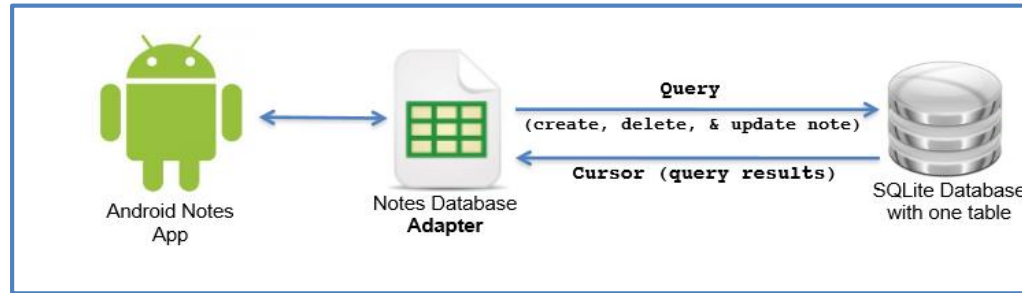 Query
(create, delete, & update note)
Cursor (query results)
Android Notes
App
Notes Database
Adapter
SQLite Database
with one table